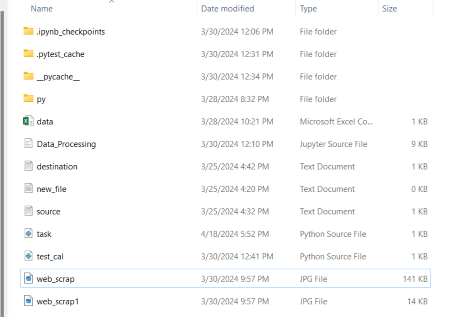 Name Date modified Type Size
.ipynb_checkpoints 3/30/2024 12:06 PM File folder
.pytest_cache 3/30/2024 12:31 PM File folder
__pycache__ 3/30/2024 12:34 PM File folder
py 3/28/2024 8:32 PM File folder
data 3/28/2024 10:21 PM Microsoft Excel Co... 1 KB
Data_Processing 3/30/2024 12:10 PM Jupyter Source File 9 KB
destination 3/25/2024 4:42 PM Text Document 1 KB
new_file 3/25/2024 4:20 PM Text Document 0 KB
source 3/25/2024 4:32 PM Text Document 1 KB
task 4/18/2024 5:52 PM Python Source File 1 KB
test_cal 3/30/2024 12:41 PM Python Source File 1 KB
web_scrap 3/30/2024 9:57 PM JPG File 141 KB
web_scrap1 3/30/2024 9:57 PM JPG File 14 KB